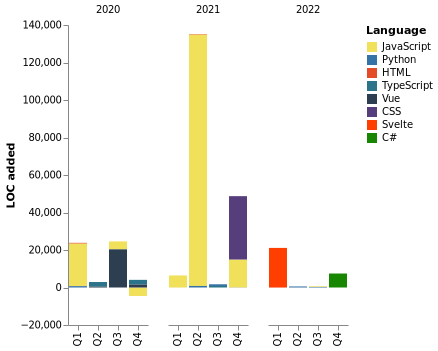 2020 2021 2022
LOC added
140,000
120,000
100,000
80,000
60,000
40,000
20,000
0
−20,000
Q1 Q2 Q3 Q4 Q1 Q2 Q3 Q4 Q1 Q2 Q3 Q4
Language
JavaScript
Python
HTML
TypeScript
Vue
CSS
Svelte
C#